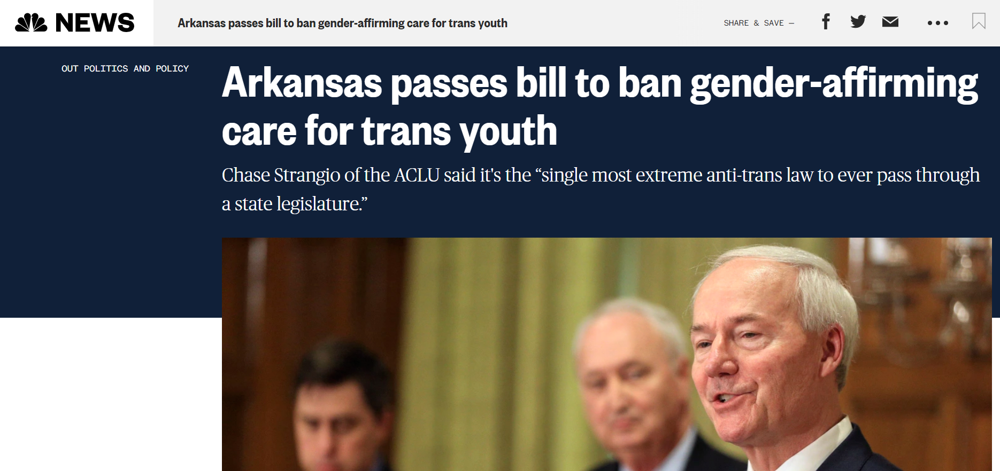 NEWS
Arkansas passes bill to ban gender-affirming care for trans youth
SHARE & SAVE —
OUT POLITICS AND POLICY
Arkansas passes bill to ban gender-affirming
care for trans youth
Chase Strangio of the ACLU said it's the “single most extreme anti-trans law to ever pass through
a state legislature.”